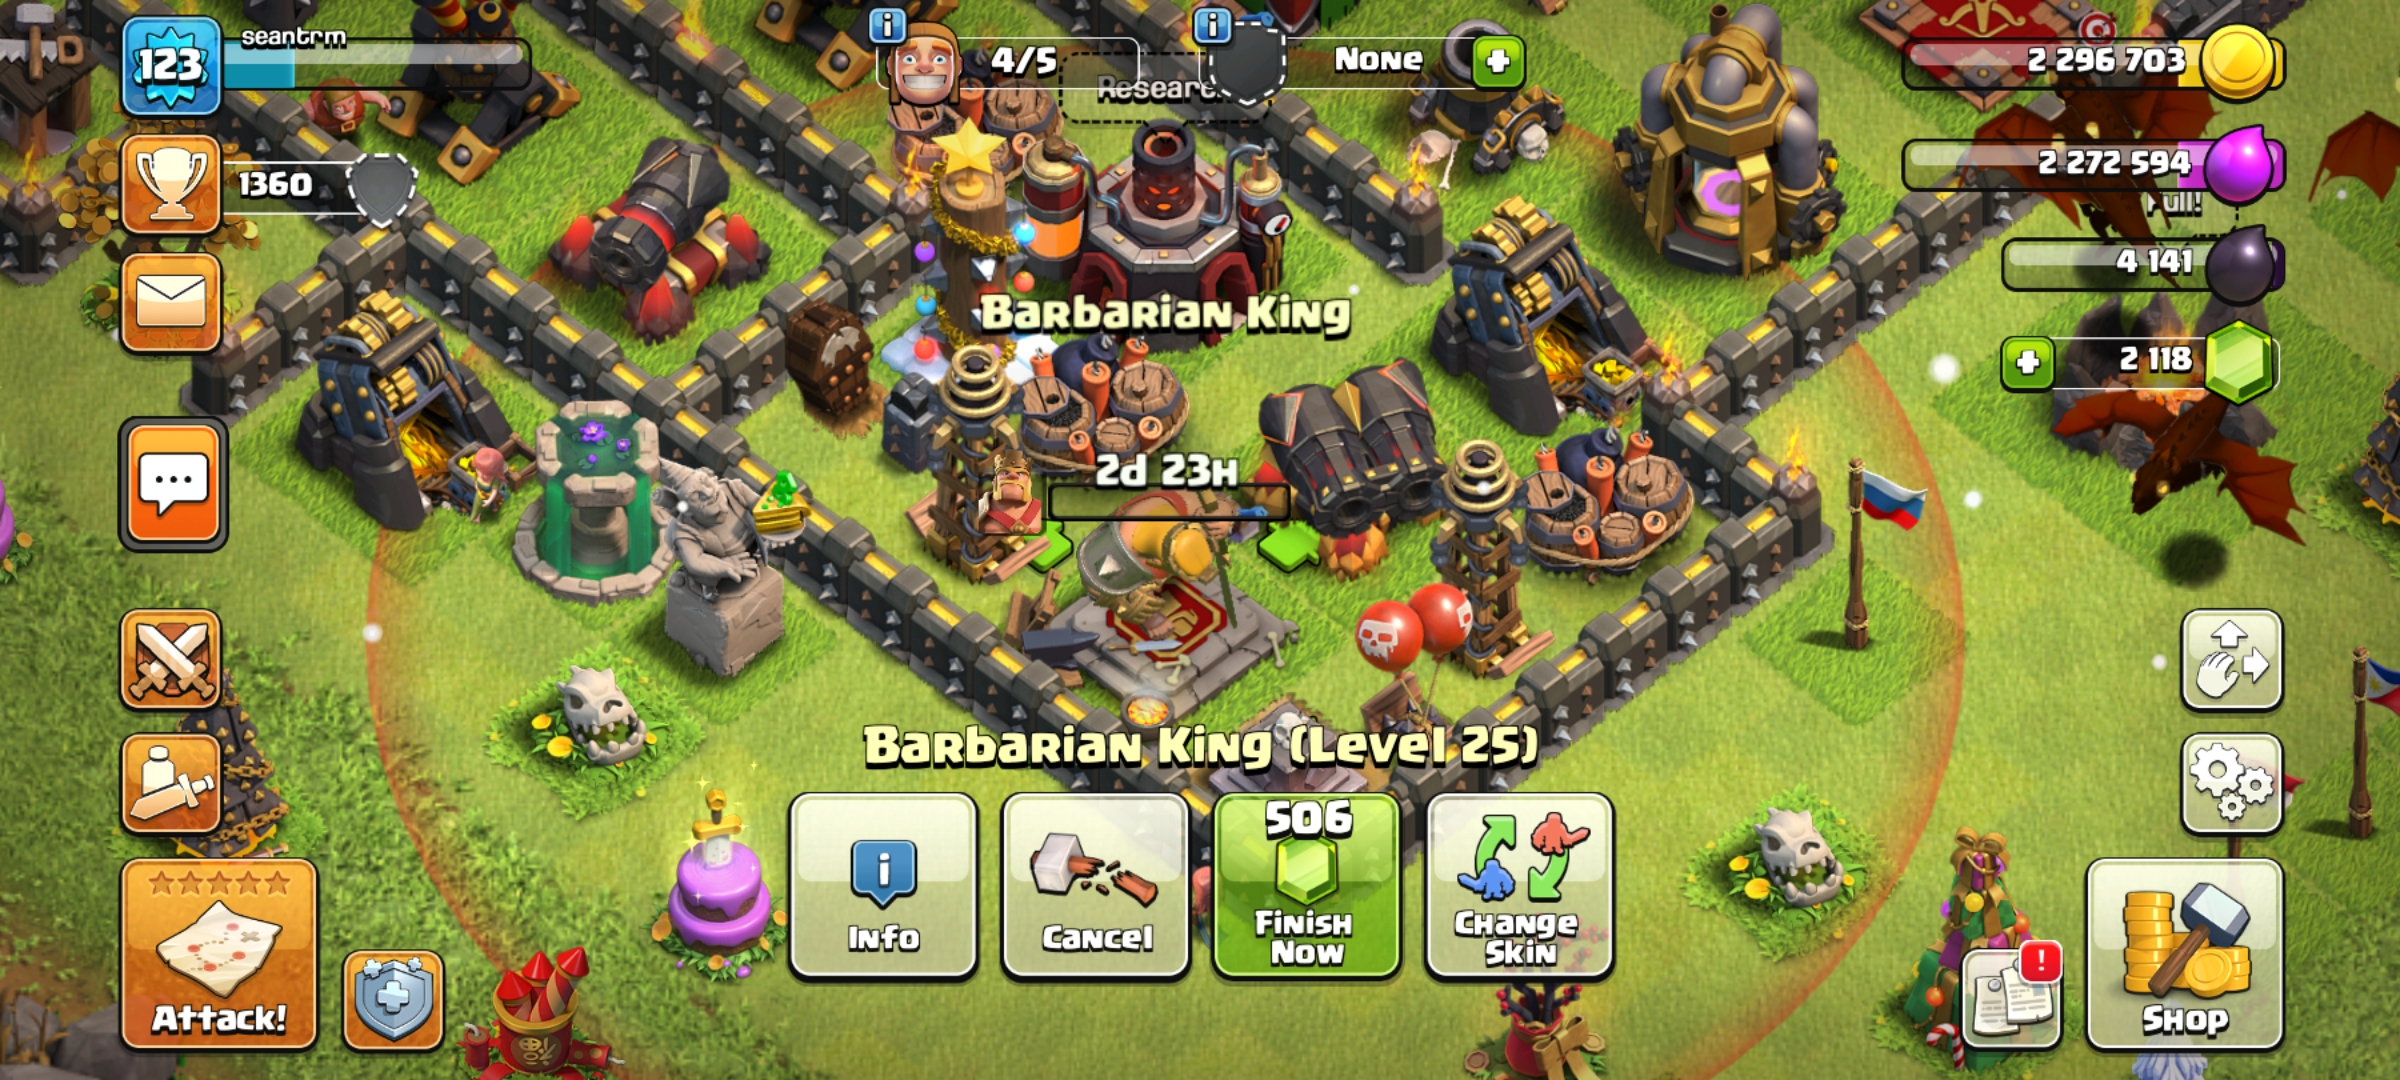 seantrm
123
4/5
None
2 296 703
Researc
1360
2 272 594
Full!
4 141
Barbarian King
2 118
2d 23h
Barbarian King (Level 25)
506
Info
Cancel
Finish
Now
Change
Skin
Attack!
Shop